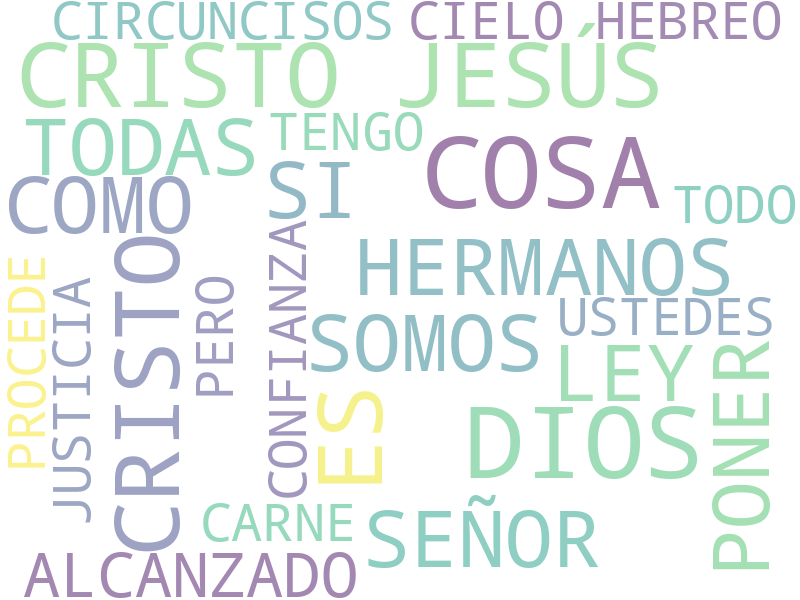 CIRCUNCISOS CIELO HEBREO
CRISTO JESÚS
TODAS TENGO
COSA
SI
COMO
TODO
HERMANOS
CRISTO
CONFIANZA
PROCEDE
JUSTICIA
PERO
USTEDES
SOMOS
LEY
PONER
ES
DIOS
CARNE
SEÑOR
ALCANZADO